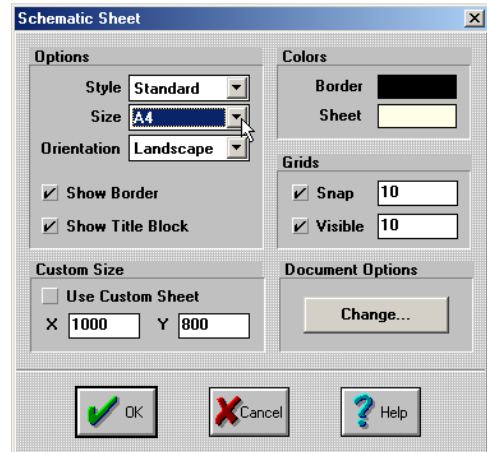 Schematic Sheet
Options
Style Standard
Size A4
Orientation Landscape
Show Border
Show Title Block
Colors
Border
Sheet
Grids
Snap 10
Visible 10
Custom Size
Use Custom Sheet
X 1000 Y 800
Document Options
Change...
OK
Cancel
Help